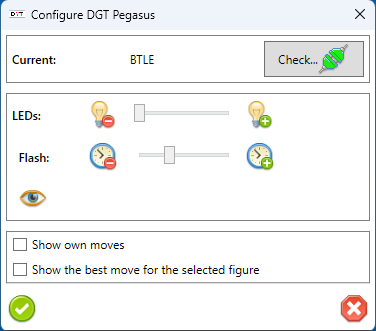 DGT Configure DGT Pegasus
Current: BTLE Check...
LEDs:
Flash:
Show own moves
Show the best move for the selected figure